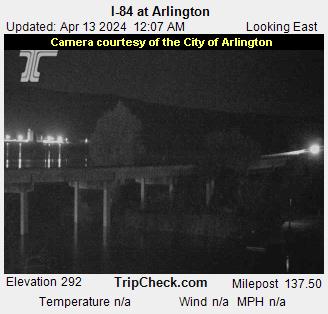 I-84 at Arlington
Updated: Apr 13 2024 12:07 AM Looking East
Camera courtesy of the City of Arlington
Elevation 292 TripCheck.com Milepost 137.50
Temperature n/a Wind n/a MPH n/a